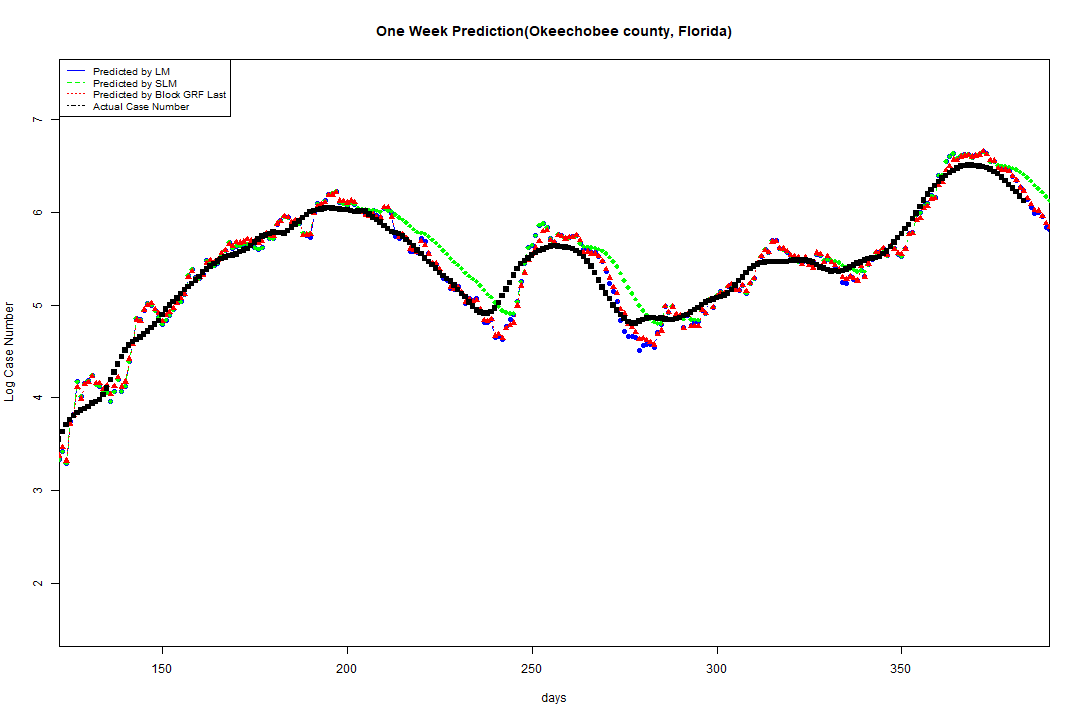 One Week Prediction(Okeechobee county, Florida)
Predicted by LM
Predicted by SLM
Predicted by Block GRF Last
Actual Case Number
7
6
5
4
3
2
Log Case Number
150 200 250 300 350
days